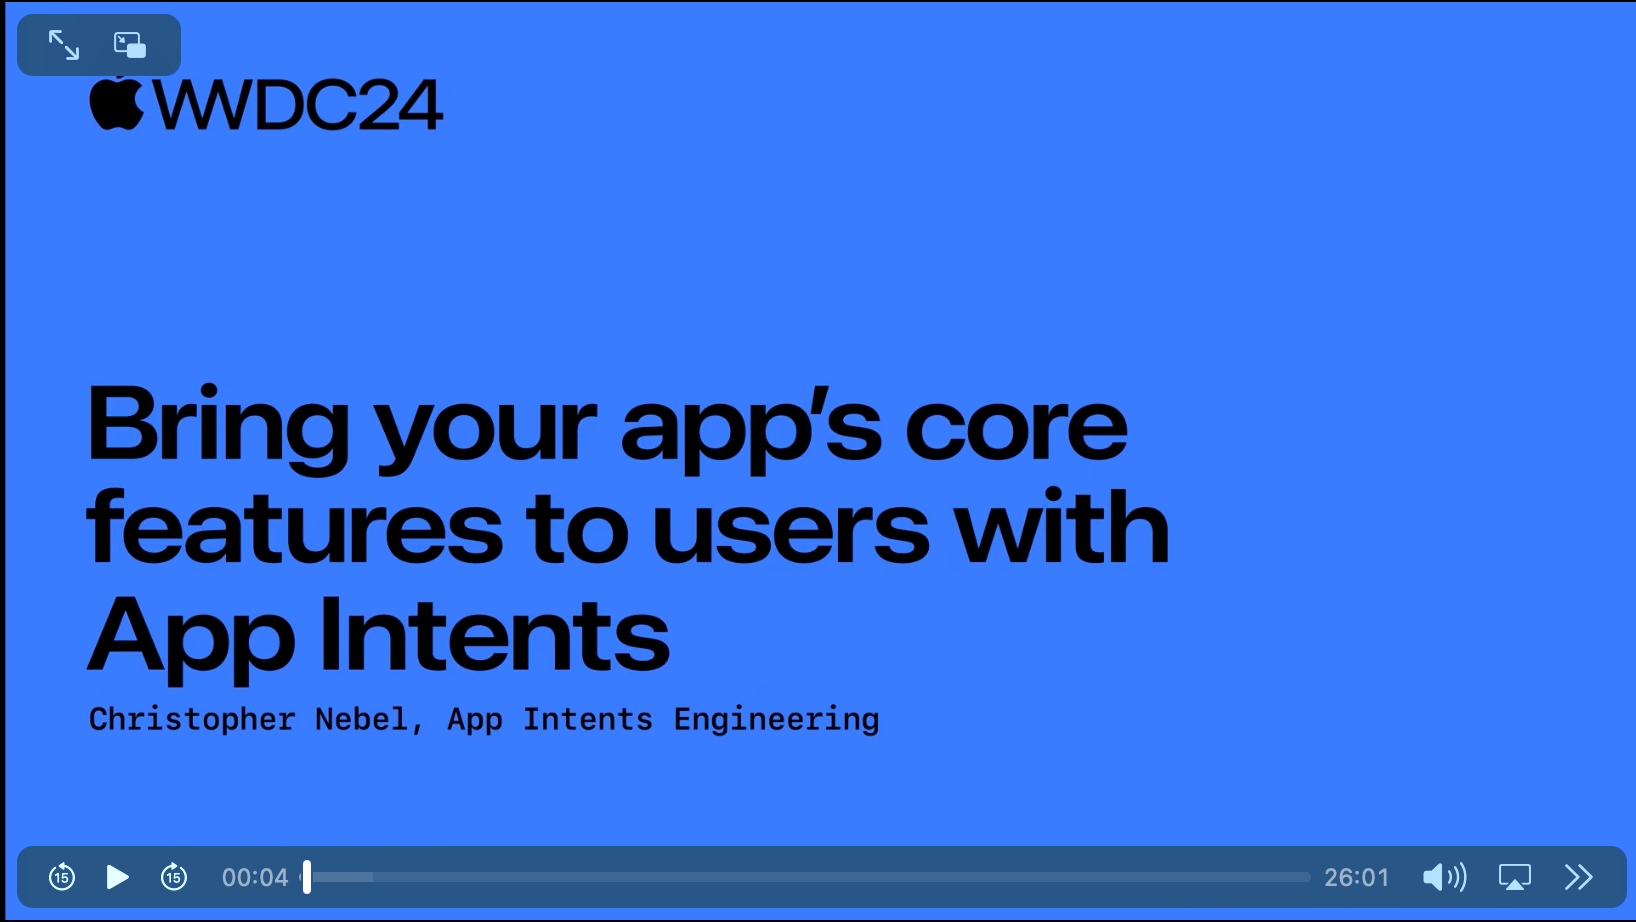 WWDC24
Bring your app’s core
features to users with
App Intents
Christopher Nebel, App Intents Engineering
15
15
00:04
26:01